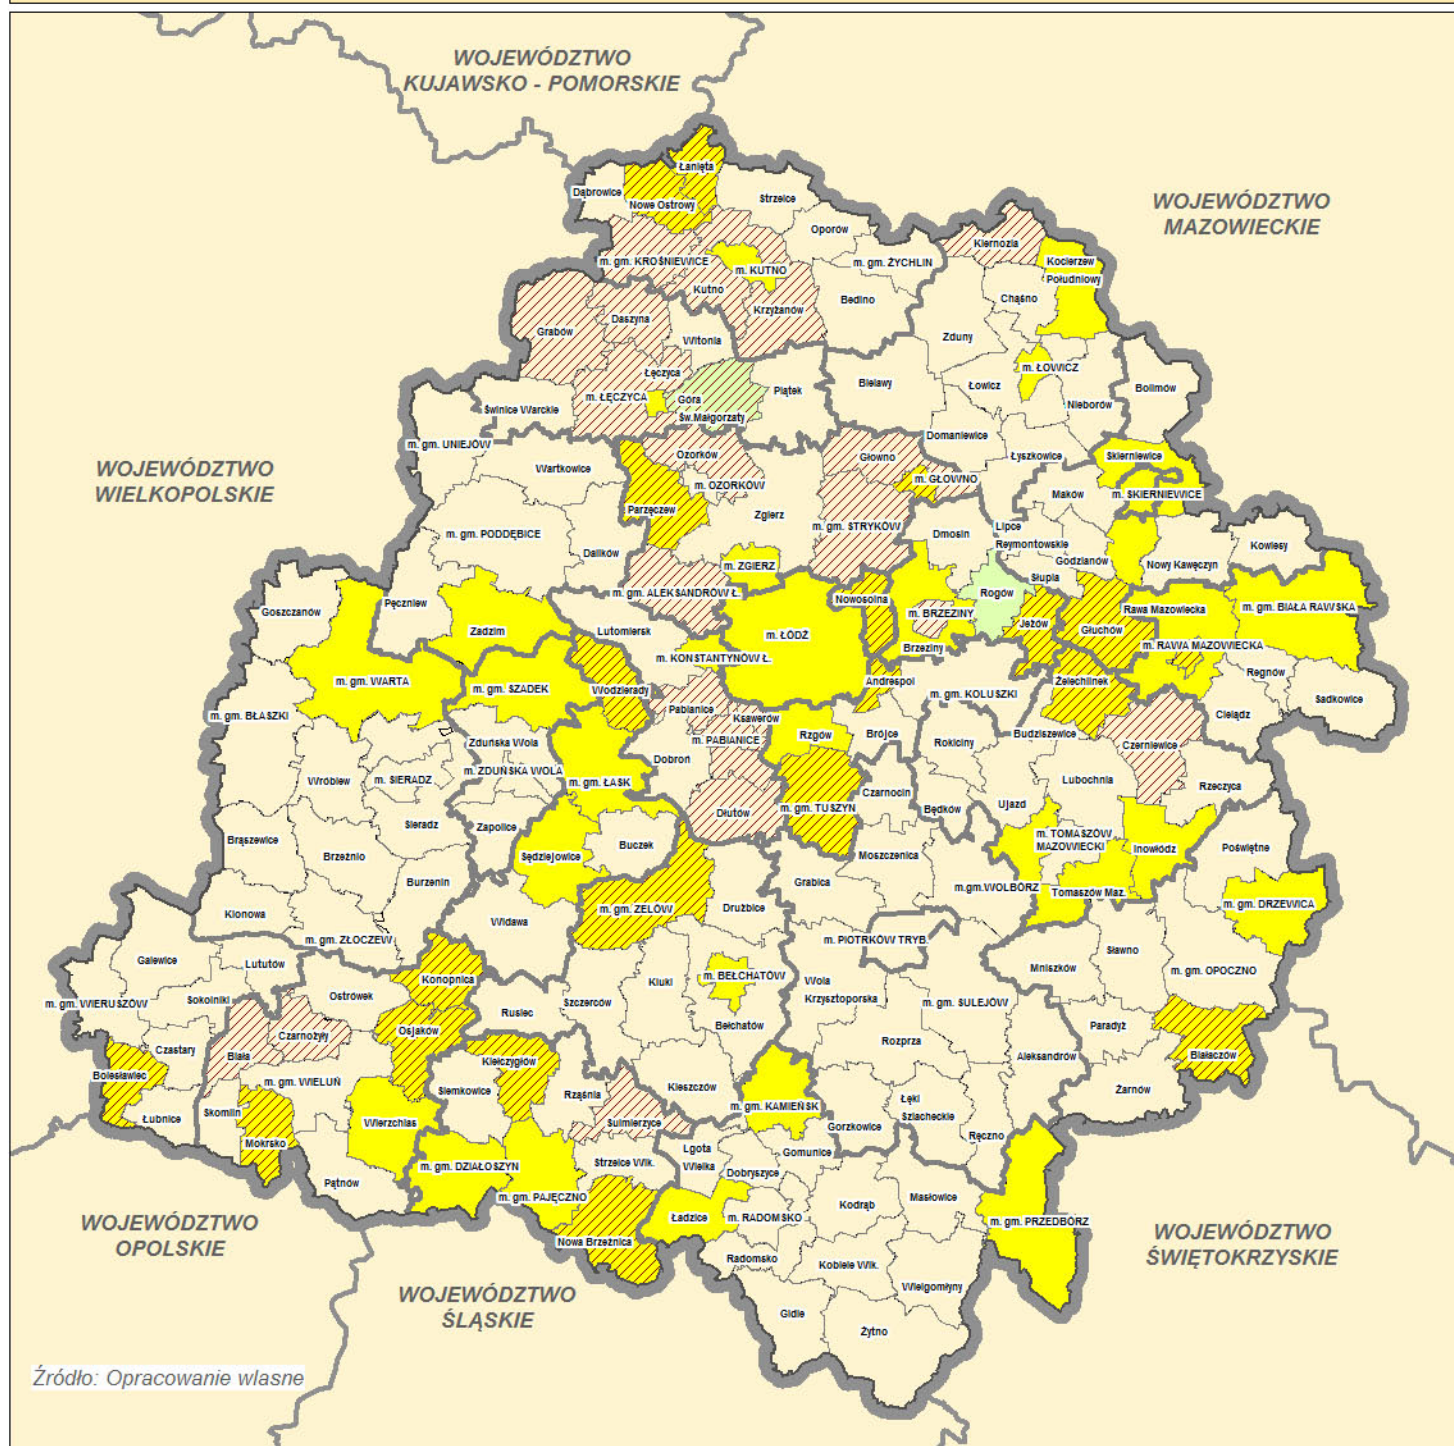 WOJEWÓDZTWO
KUJAWSKO - POMORSKIE
WOJEWÓDZTWO
MAZOWIECKIE
Łanięta
Dąbrowice
Nowe Ostrowy
Strzelce
Oporów
m. gm. KROŚNIEWICE
m. KUTNO
m. gm. ŻYCHLIN
Kiernozia
Kocierzew
Południowy
Kutno
Krzyżanów
Bedlno
Chąśno
Grabów
Daszyna
Witonia
Zduny
Łęczyca
m. ŁĘCZYCA
Góra
Św.Małgorzaty
Piątek
Bielawy
Łowicz
m. ŁOWICZ
Nieborów
Bolimów
Świnice Warckie
m. gm. UNIEJÓW
Wartkowice
Domaniewice
Łyszkowice
WOJEWÓDZTWO
WIELKOPOLSKIE
Ozorków
m. OZORKÓW
Głowno
m. GŁOWNO
Skierniewice
m. SKIERNIEWICE
Maków
Parzęczew
Zgierz
m. gm. STRYKÓW
Dmosin
Lipce
Reymontowskie
m. gm. PODDĘBICE
Dalików
m. ZGIERZ
Godzianów
Słupia
Nowy Kawęczyn
Kowiesy
Goszczanów
Pęczniew
Zadzim
m. gm. ALEKSANDRÓW Ł.
Nowosolna
m. BRZEZINY
Rogów
Jeżów
Głuchów
Rawa Mazowiecka
m. gm. BIAŁA RAWSKA
Lutomiersk
m. ŁÓDŹ
Brzeziny
m. RAWA MAZOWIECKA
m. KONSTANTYNÓW Ł.
m. gm. WARTA
m. gm. SZADEK
Wodzierady
Andrespol
m. gm. KOLUSZKI
Żelechlinek
Regnów
Sadkowice
m. gm. BŁASZKI
Pabianice
Ksawerów
m. PABIANICE
Rzgów
Brójce
Rokiciny
Budziszewice
Cielądz
Czerniewice
Zduńska Wola
m. ZDUŃSKA WOLA
Wróblew
m. SIERADZ
Dobroń
m. gm. ŁASK
Lubochnia
Rzeczyca
Dłutów
m. gm. TUSZYN
Czarnocin
Będków
Ujazd
Sieradz
Zapolice
Brąszewice
Brzeźnio
Sędziejowice
Buczek
Moszczenica
m. TOMASZÓW
MAZOWIECKI
Inowłódz
Poświętne
Burzenin
Grabica
m.gm.WOLBÓRZ
Tomaszów Maz.
m. gm. DRZEWICA
Klonowa
Widawa
m. gm. ZELÓW
Drużbice
m. gm. ZŁOCZEW
m. PIOTRKÓW TRYB.
Sławno
Galewice
Lututów
Konopnica
m. BEŁCHATÓW
Wola
Krzysztoporska
Mniszków
m. gm. OPOCZNO
m. gm. WIERUSZÓW
Sokolniki
Ostrówek
Szczerców
Kluki
m. gm. SULEJÓW
Rusiec
Bełchatów
Paradyż
Czarnożyły
Osjaków
Rozprza
Aleksandrów
Białaczów
Czastary
Biała
Kiełczygłów
Bolesławiec
m. gm. WIELUŃ
Siemkowice
Rząśnia
Kleszczów
Łęki
Szlacheckie
Żarnów
Łubnice
Skomlin
Wierzchlas
Sulmierzyce
m. gm. KAMIEŃSK
Gorzkowice
Ręczno
Mokrsko
Lgota
Wielka
Gomunice
m. gm. DZIAŁOSZYN
Strzelce Wlk.
Dobryszyce
Pątnów
m. gm. PAJĘCZNO
Kodrąb
Masłowice
Ładzice
m. RADOMSKO
m. gm. PRZEDBÓRZ
WOJEWÓDZTWO
OPOLSKIE
Nowa Brzeźnica
Radomsko
Kobiele Wlk.
WOJEWÓDZTWO
ŚWIĘTOKRZYSKIE
Wielgomłyny
WOJEWÓDZTWO
ŚLĄSKIE
Gidle
Żytno
Źródło: Opracowanie wlasne